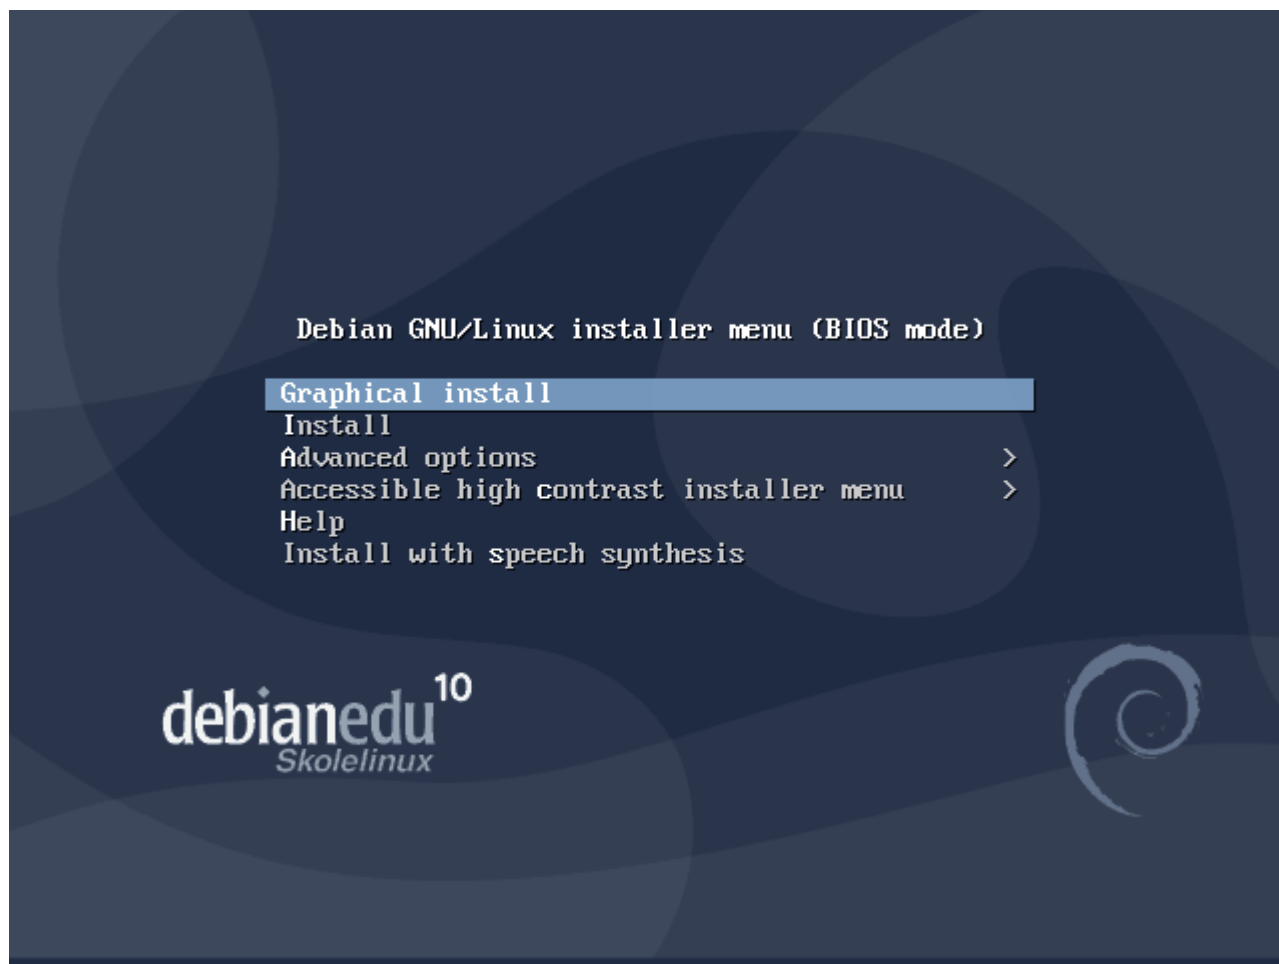 Debian GNU/Linux installer menu (BIOS mode)
Graphical install
Install
Advanced options >
Accessible high contrast installer menu >
Help
Install with speech synthesis
debianedu 10
Skolelinux